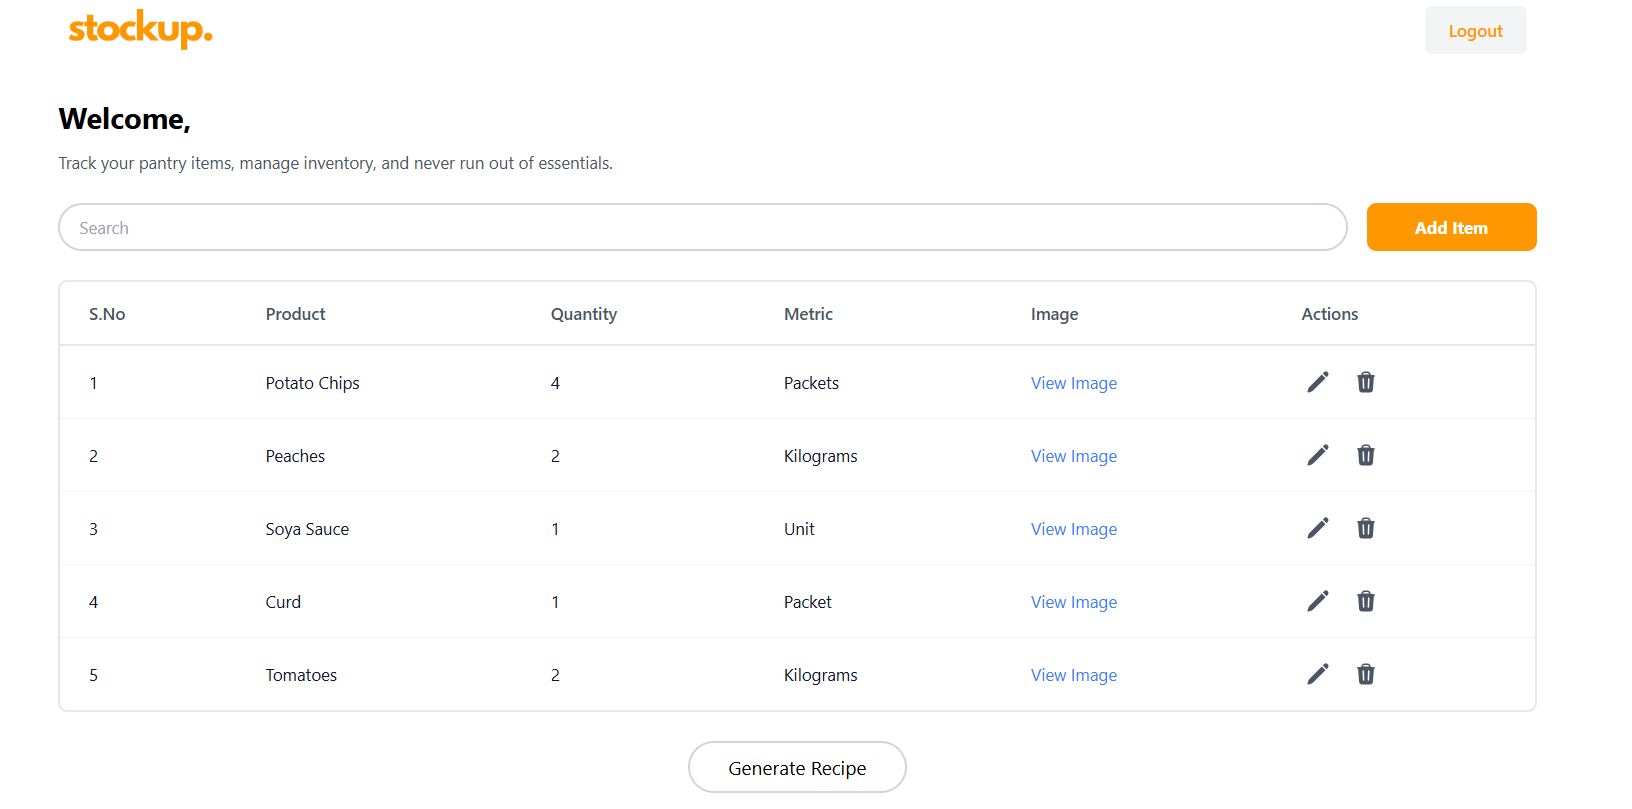 stockup.
Logout
Welcome,
Track your pantry items, manage inventory, and never run out of essentials.
Search
Add Item
S.No Product Quantity Metric Image Actions
1 Potato Chips 4 Packets View Image
2 Peaches 2 Kilograms View Image
3 Soya Sauce 1 Unit View Image
4 Curd 1 Packet View Image
5 Tomatoes 2 Kilograms View Image
Generate Recipe